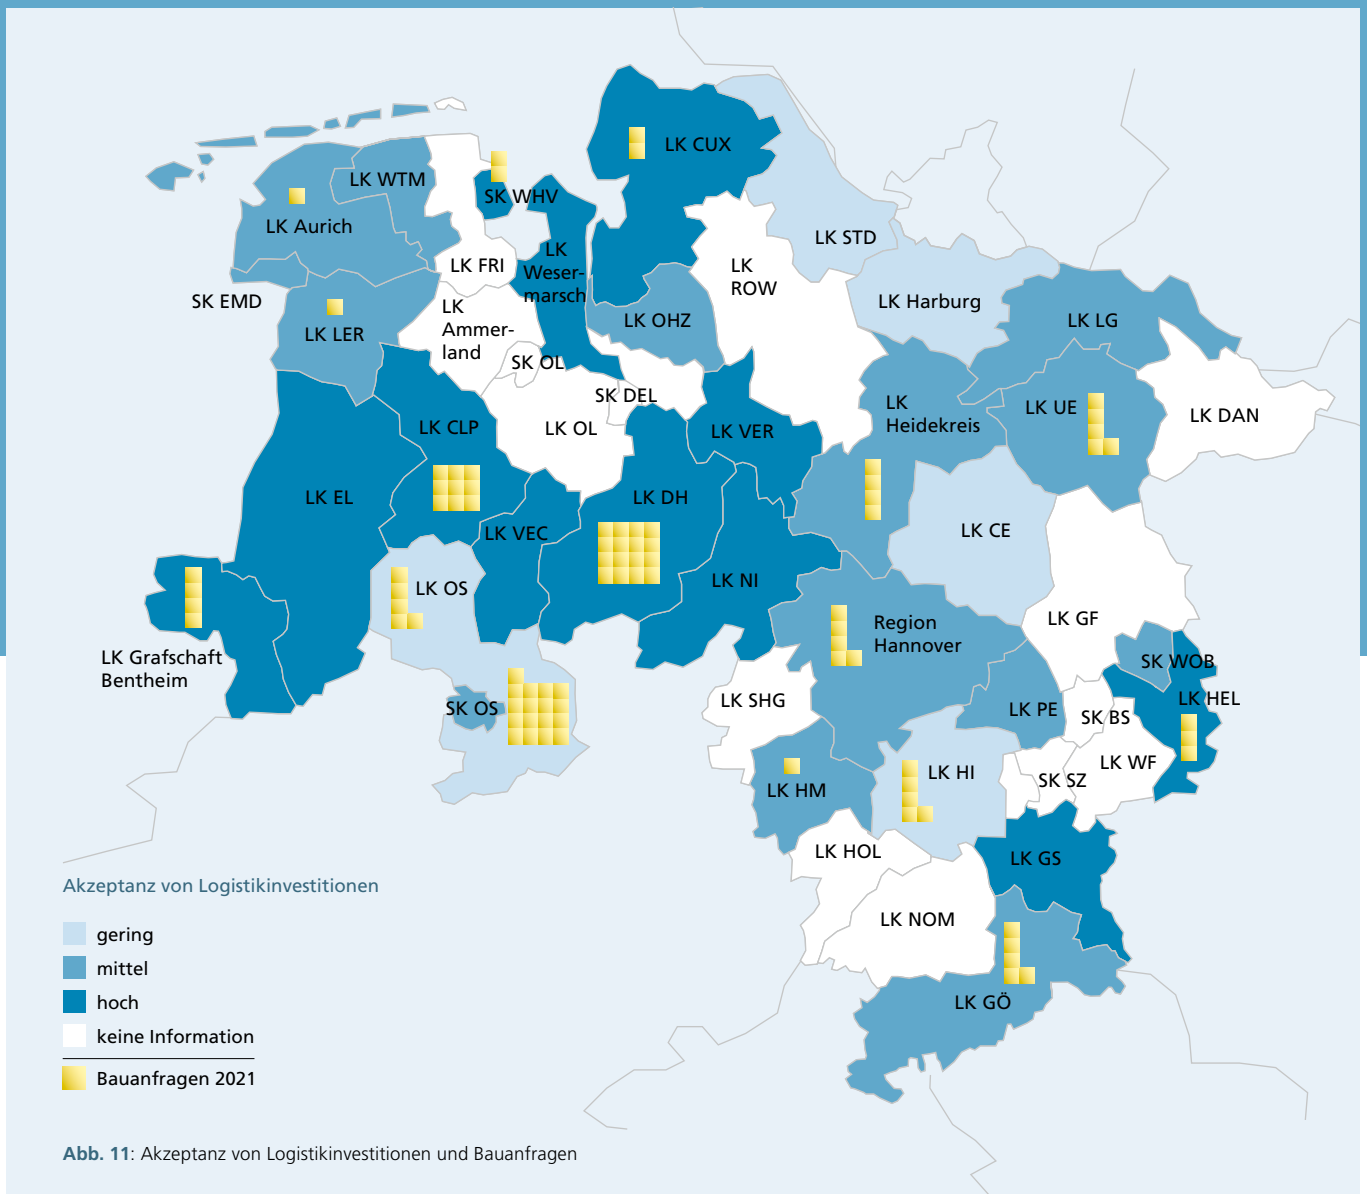 LK CUX
LK WTM
SK WHV
LK Aurich
LK STD
LK
Weser-
marsch
LK FRI
LK
ROW
SK EMD
LK Harburg
LK
Ammer-
land
LK OHZ
LK LG
LK LER
SK OL
SK DEL
LK
Heidekreis
LK UE
LK DAN
LK CLP
LK OL
LK VER
LK EL
LK DH
LK VEC
LK CE
LK OS
LK NI
LK GF
Region
Hannover
LK Grafschaft
Bentheim
SK WOB
LK SHG
LK HEL
SK OS
LK PE
SK BS
LK WF
LK HI
SK SZ
LK HM
LK HOL
LK GS
LK NOM
LK GÖ
Akzeptanz von Logistikinvestitionen
gering
mittel
hoch
keine Information
Bauanfragen 2021
Abb. 11: Akzeptanz von Logistikinvestitionen und Bauanfragen